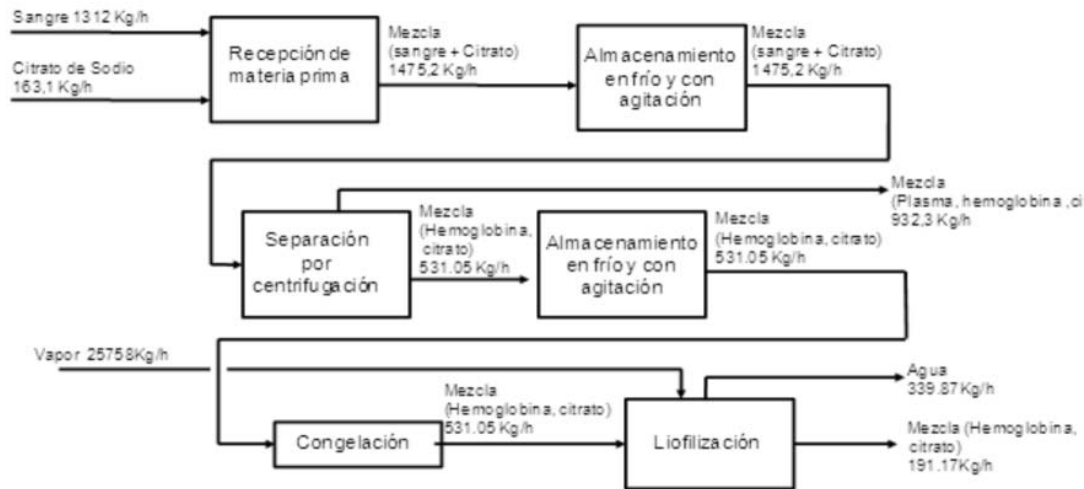 Sangre 1312 Kg/h
Citrato de Sodio
163,1 Kg/h
Recepción de
materia prima
Mezcla
(sangre + Citrato)
1475,2 Kg/h
Almacenamiento
en frío y con
agitación
Mezcla
(sangre + Citrato)
1475,2 Kg/h
Separación
por
centrifugación
Mezcla
(Plasma, hemoglobina ,ci
932,3 Kg/h
Mezcla
(Hemoglobina,
citrato)
531.05 Kg/h
Almacenamiento
en frío y con
agitación
Mezcla
(Hemoglobina, citrato)
531.05 Kg/h
Vapor 25758Kg/h
Congelación
Mezcla
(Hemoglobina, citrato)
531.05 Kg/h
Liofilización
Agua
339.87 Kg/h
Mezcla (Hemoglobina,
citrato)
191.17Kg/h